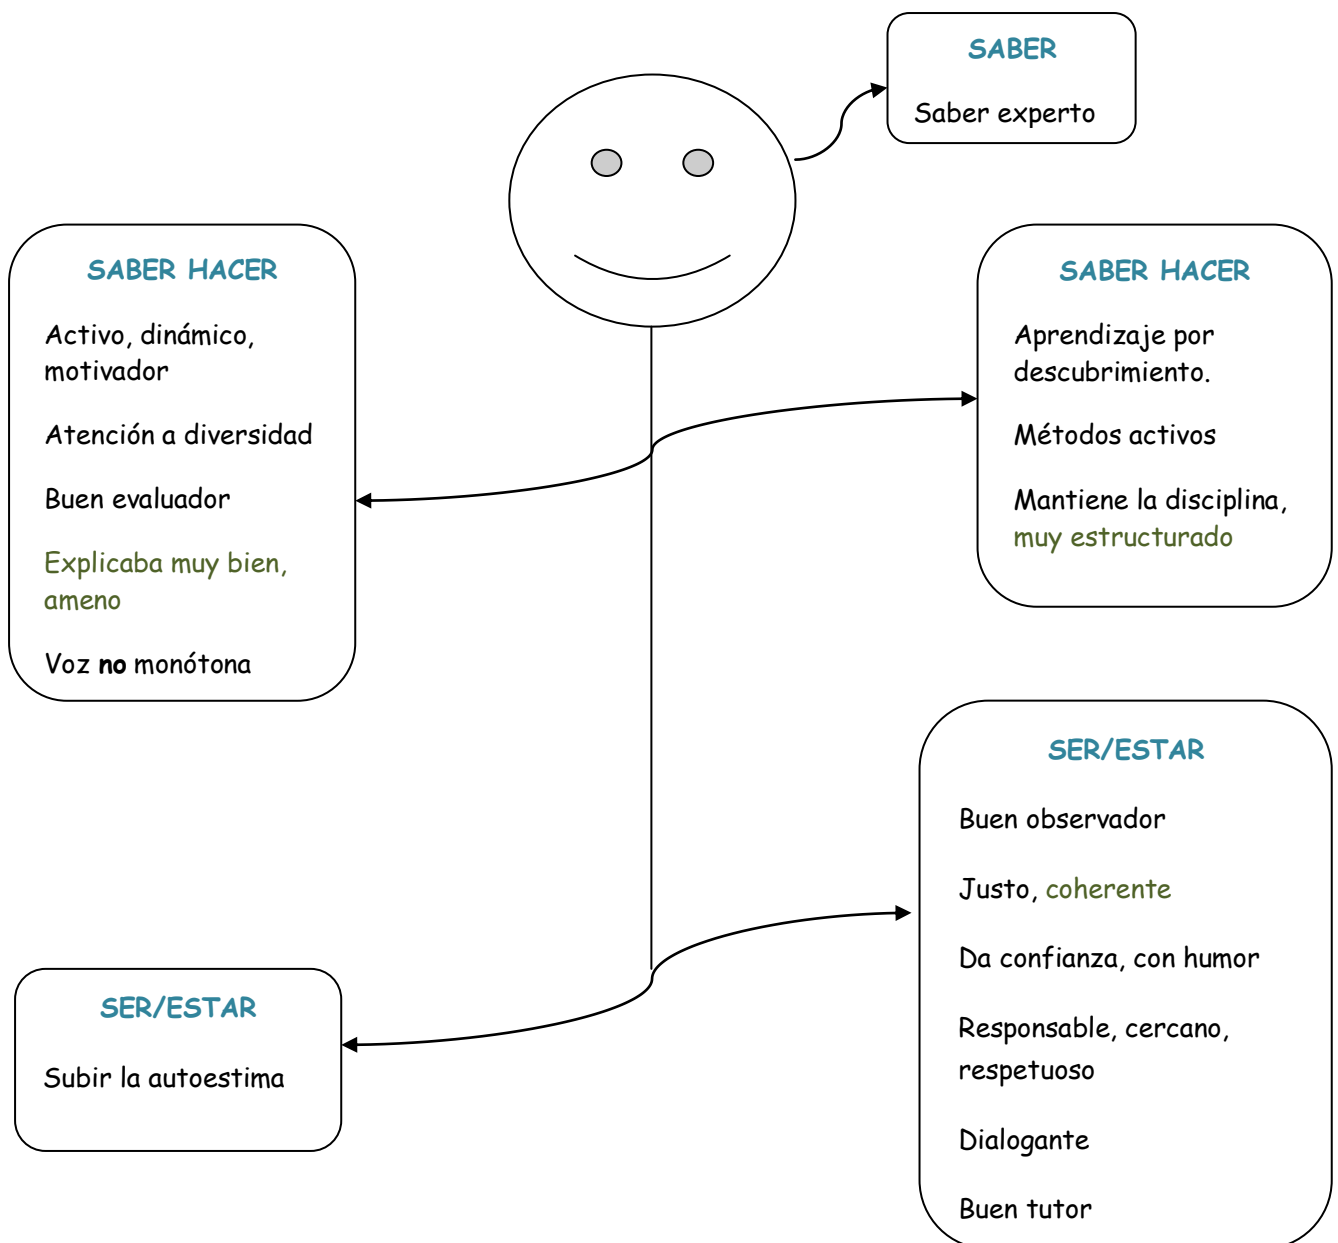 SABER
Saber experto
SABER HACER
Activo, dinámico,
motivador
Atención a diversidad
Buen evaluador
Explicaba muy bien,
ameno
Voz no monótona
SABER HACER
Aprendizaje por
descubrimiento.
Métodos activos
Mantiene la disciplina,
muy estructurado
SER/ESTAR
Subir la autoestima
SER/ESTAR
Buen observador
Justo, coherente
Da confianza, con humor
Responsable, cercano,
respetuoso
Dialogante
Buen tutor